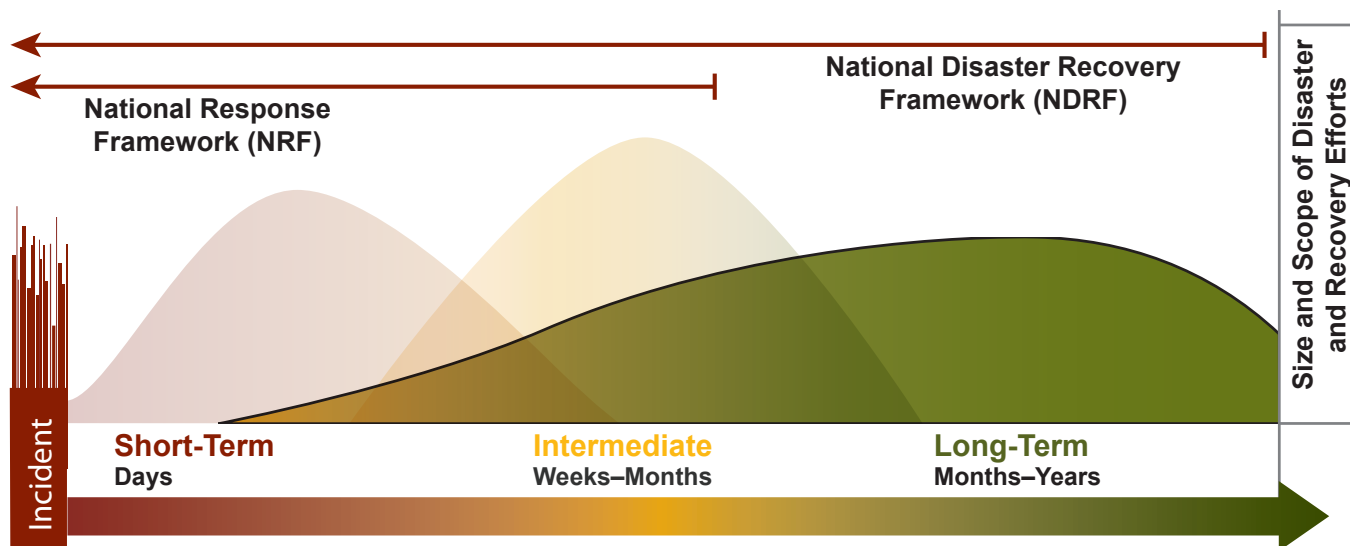 National Disaster Recovery
Framework (NDRF)
National Response
Framework (NRF)
Size and Scope of Disaster
and Recovery Efforts
Incident
Short-Term
Days
Intermediate
Weeks–Months
Long-Term
Months–Years